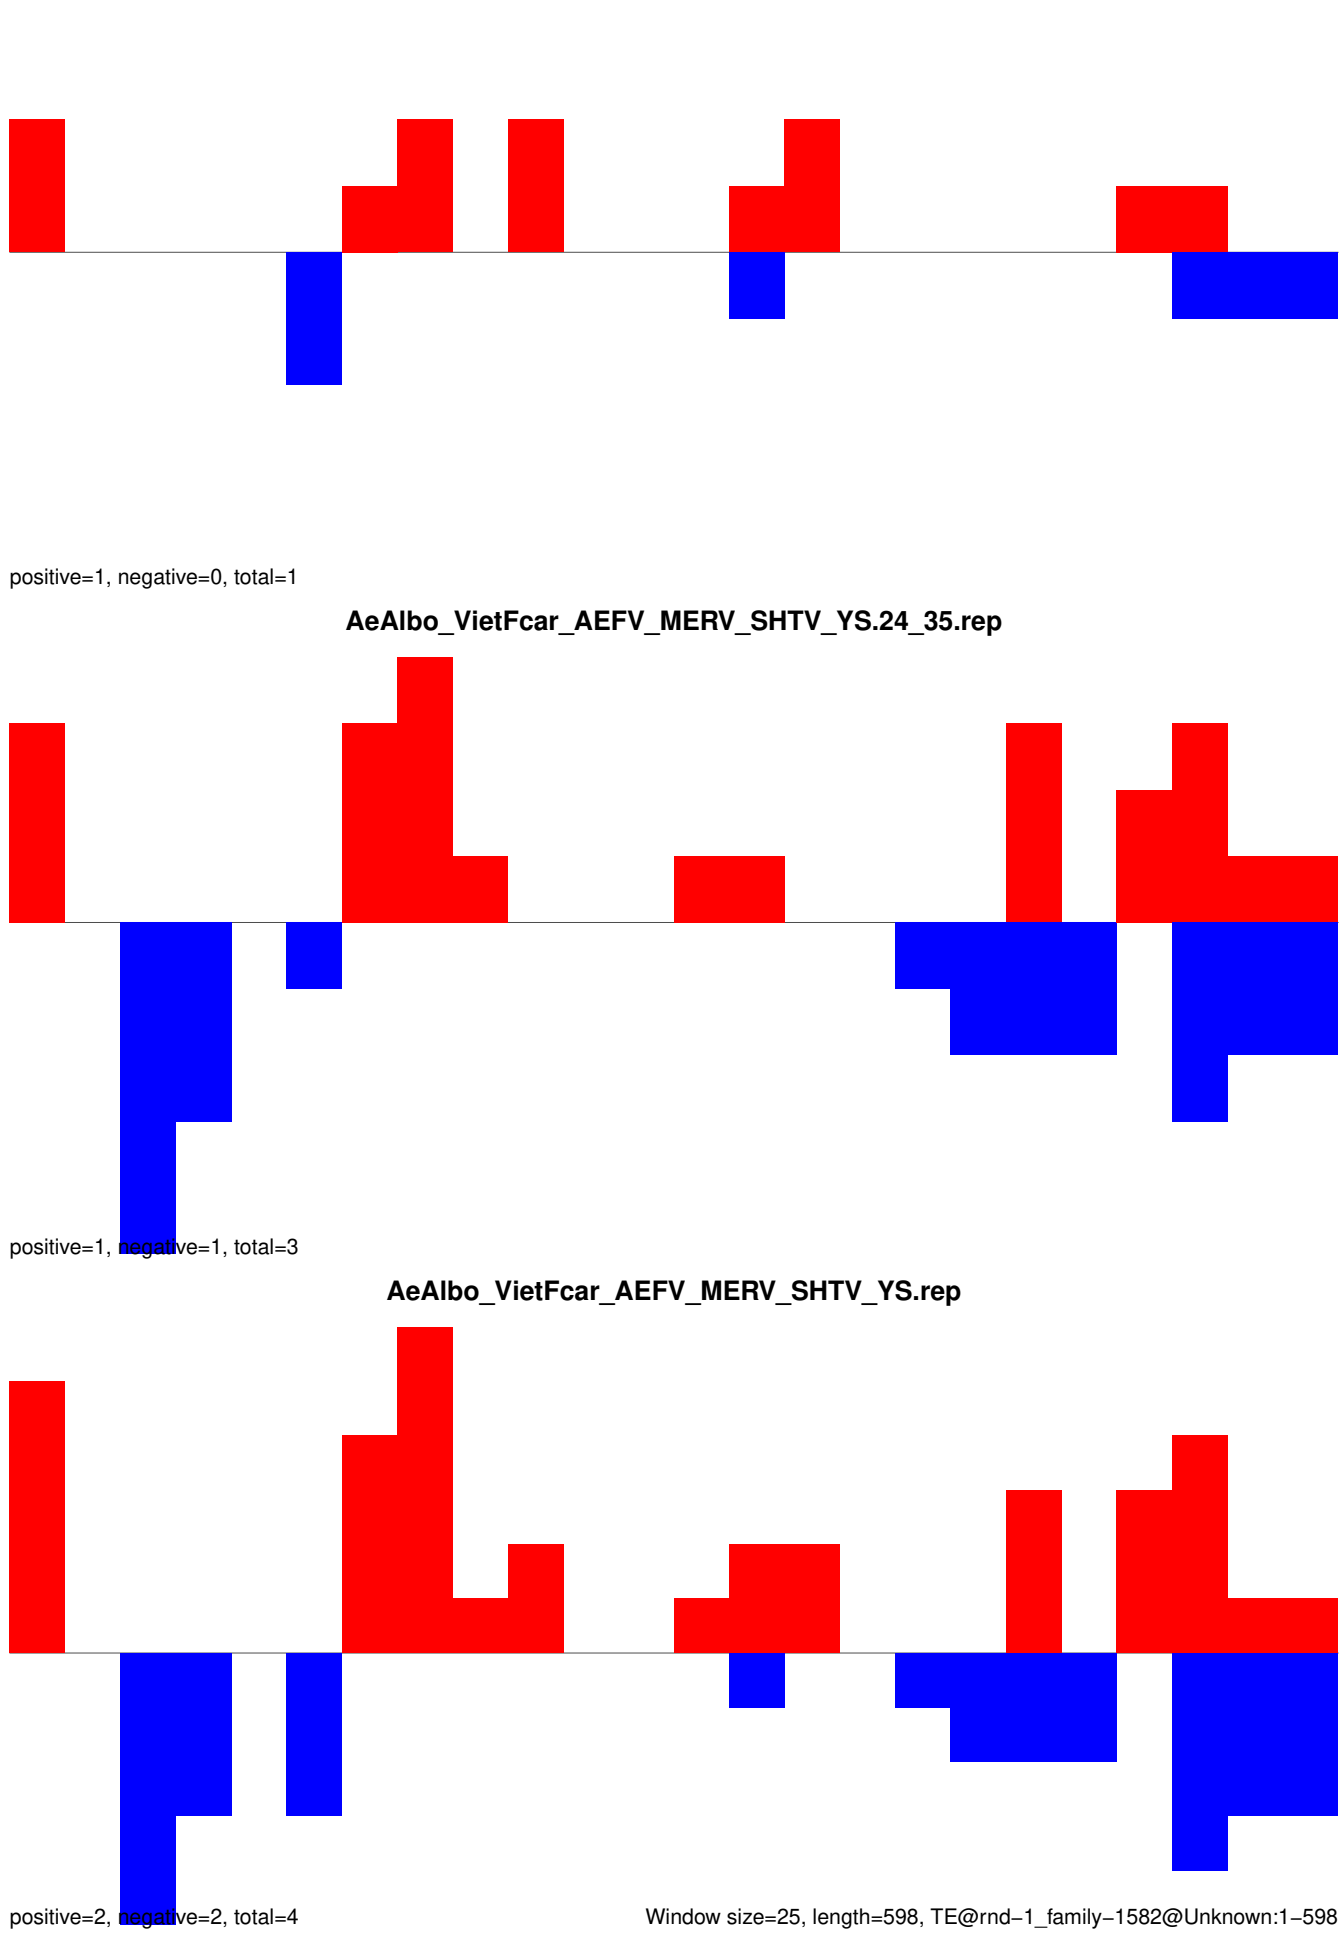 positive=1, negative=0, total=1
AeAlbo_VietFcar_AEFV_MERV_SHTV_YS.24_35.rep
positive=1, negative=1, total=3
AeAlbo_VietFcar_AEFV_MERV_SHTV_YS.rep
positive=2, negative=2, total=4
Window size=25, length=598, TE@rnd−1_family−1582@Unknown:1−598